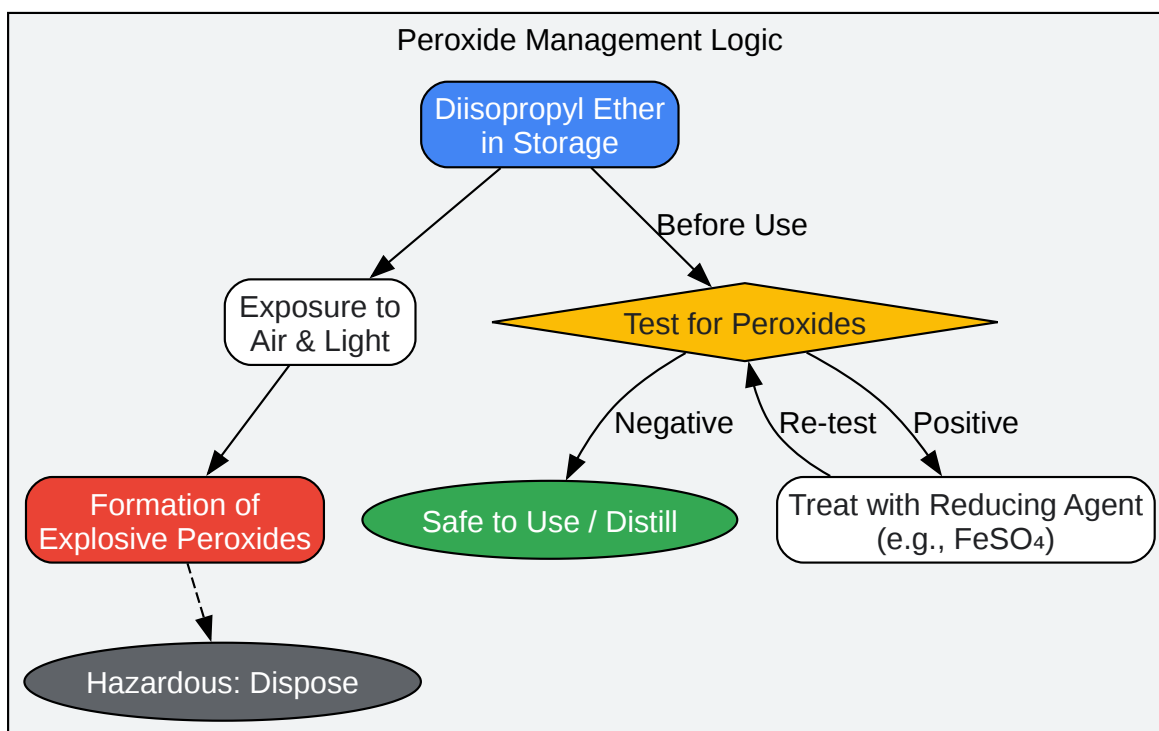 Peroxide Management Logic
Diisopropyl Ether
in Storage
Before Use
Exposure to
Air & Light
Test for Peroxides
Negative
Re-test
Positive
Formation of
Explosive Peroxides
Safe to Use / Distill
Treat with Reducing Agent
(e.g., FeSO₄)
Hazardous: Dispose